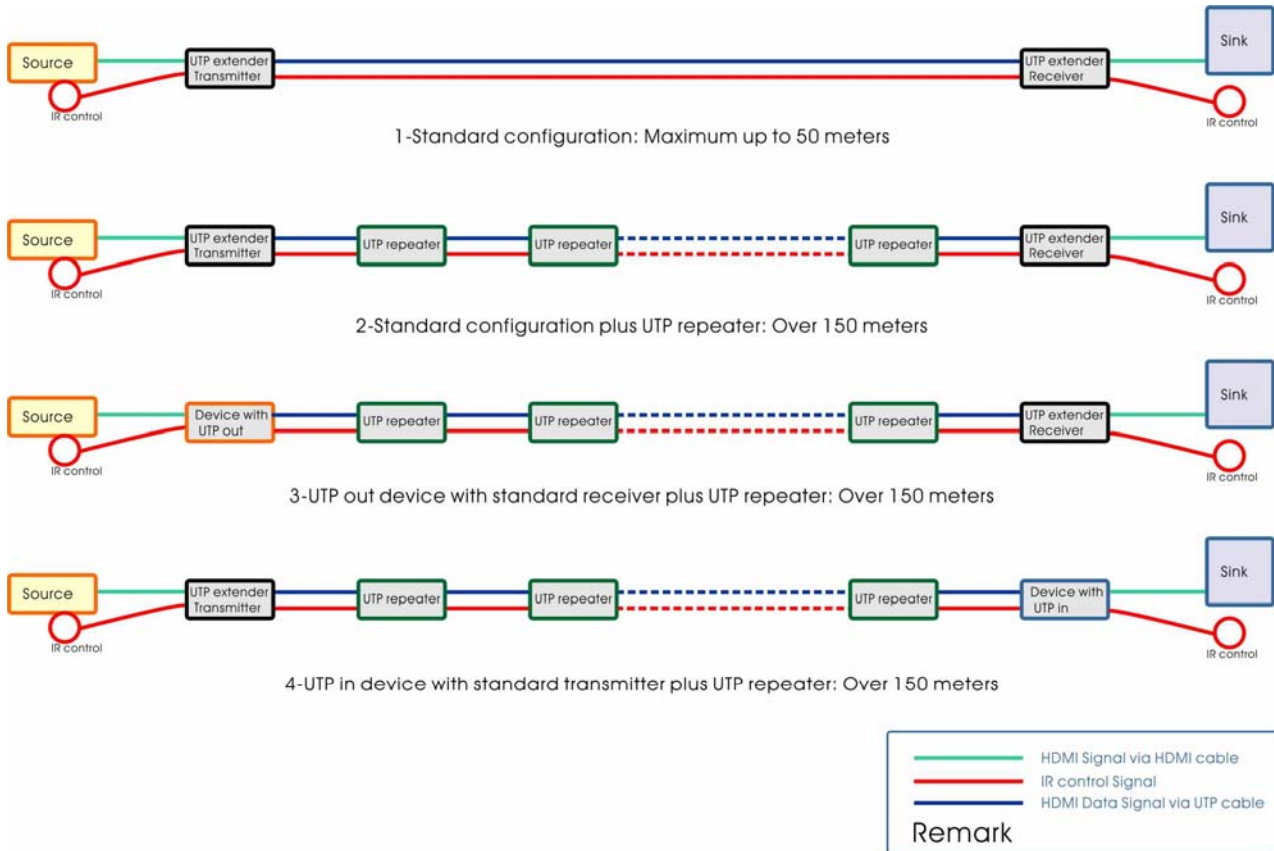 Source
IR control
UTP extender
Transmitter
UTP extender
Receiver
Sink
IR control
1-Standard configuration: Maximum up to 50 meters
Source
IR control
UTP extender
Transmitter
UTP repeater
UTP repeater
UTP repeater
UTP extender
Receiver
Sink
IR control
2-Standard configuration plus UTP repeater: Over 150 meters
Source
IR control
Device with
UTP out
UTP repeater
UTP repeater
UTP repeater
UTP extender
Receiver
Sink
IR control
3-UTP out device with standard receiver plus UTP repeater: Over 150 meters
Source
IR control
UTP extender
Transmitter
UTP repeater
UTP repeater
UTP repeater
Device with
UTP in
Sink
IR control
4-UTP in device with standard transmitter plus UTP repeater: Over 150 meters
HDMI Signal via HDMI cable
IR control Signal
HDMI Data Signal via UTP cable
Remark